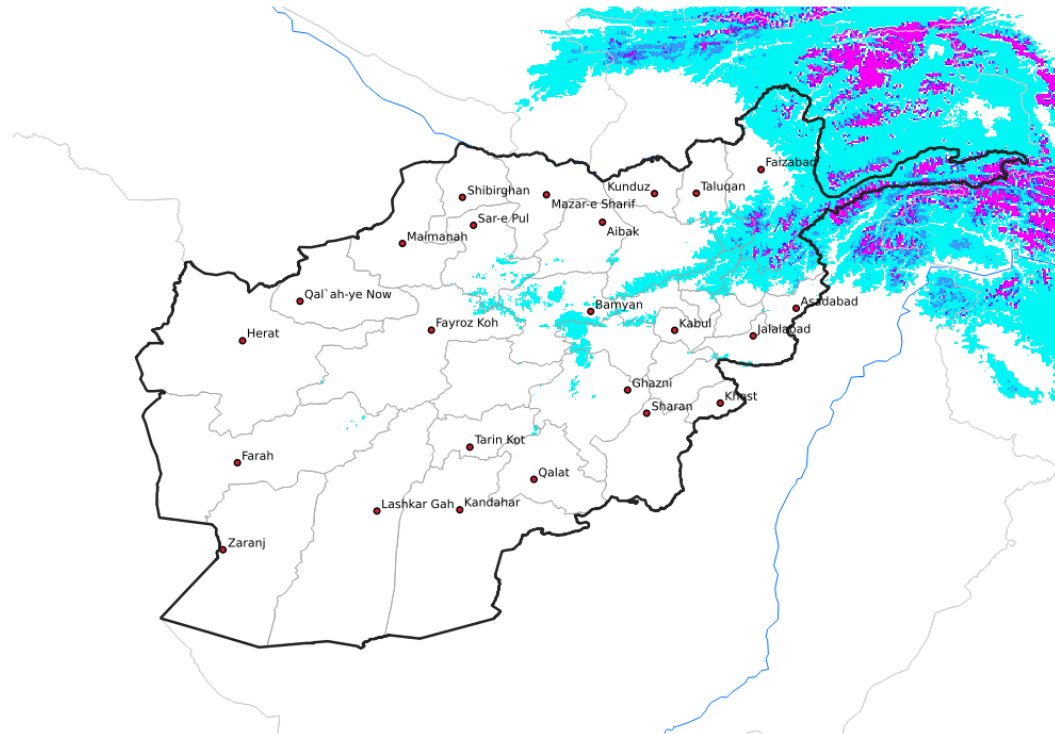 Faizabad
Kunduz
Taluqan
Shibirghan
Mazar-e Sharif
Sar-e Pul
Aibak
Maimanah
Qal`ah-ye Now
Bamyan
Asadabad
Fayroz Koh
Kabul
Jalalabad
Herat
Ghazni
Khost
Sharan
Tarin Kot
Farah
Qalat
Lashkar Gah
Kandahar
Zaranj